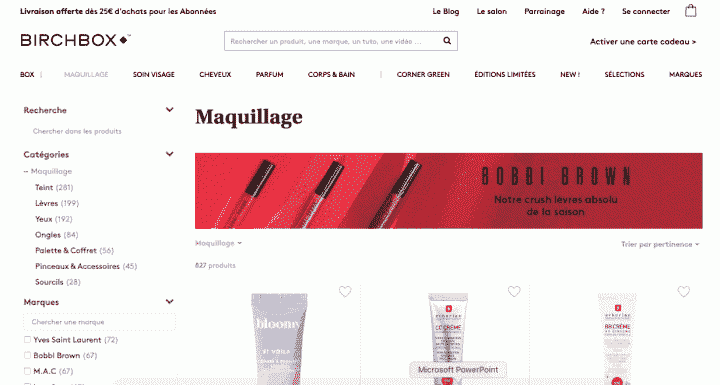 Livraison offerte dès 25€ d'achats pour les Abonnées
Le Blog Le salon Parrainage Aide ? Se connecter
BIRCHBOX
Rechercher un produit, une marque, un tuto, une vidéo ...
Activer une carte cadeau >
BOX | MAQUILLAGE SOIN VISAGE CHEVEUX PARFUM CORPS & BAIN | CORNER GREEN ÉDITIONS LIMITÉES NEW ! SÉLECTIONS MARQUES
Recherche
Chercher dans les produits
Catégories
– Maquillage
Teint (281)
Lèvres (199)
Yeux (192)
Ongles (84)
Palette & Coffret (56)
Pinceaux & Accessoires (45)
Sourcils (28)
Marques
Chercher une marque
Yves Saint Laurent (72)
Bobbi Brown (67)
M.A.C (67)
Maquillage
BOBBI BROWN
Notre crush lèvres absolu
de la saison
Maquillage
Trier par pertinence
827 produits
bloomy
ET VOILÀ
erborian
CC CRÈME
erborian
BB CRÈME
Microsoft PowerPoint